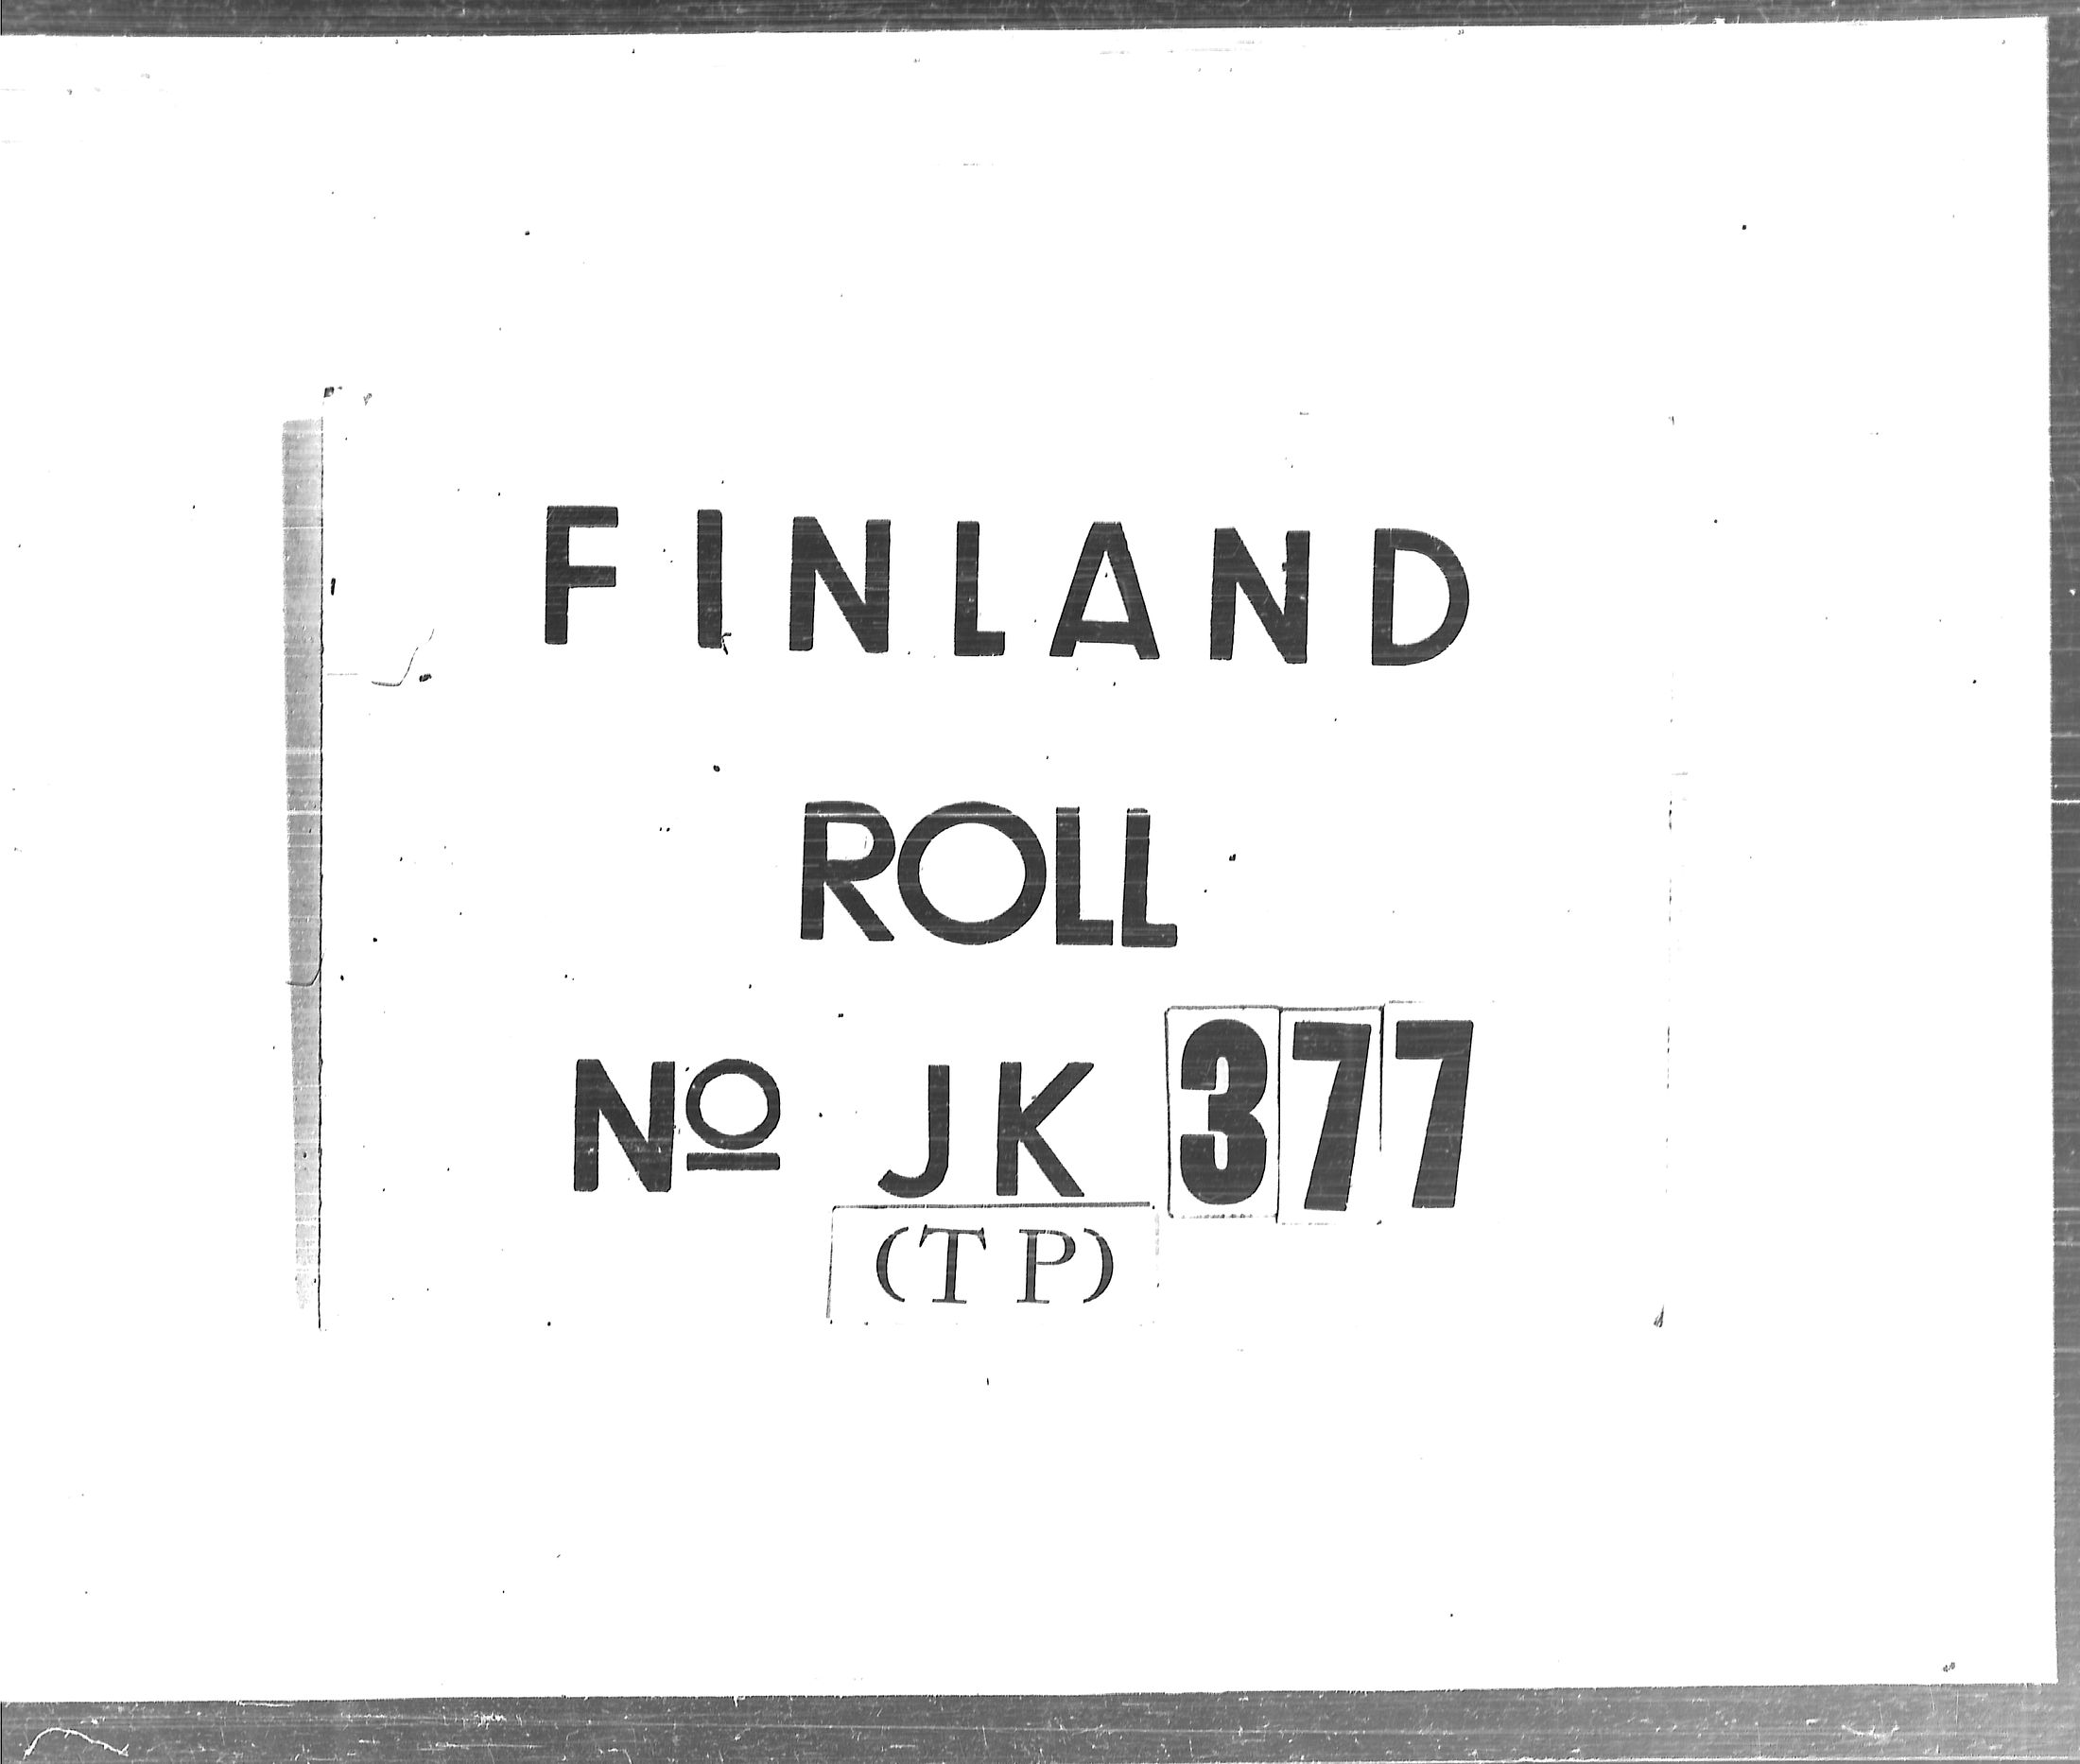 FINLAND
ROLL
Nº JK 377
(TP)